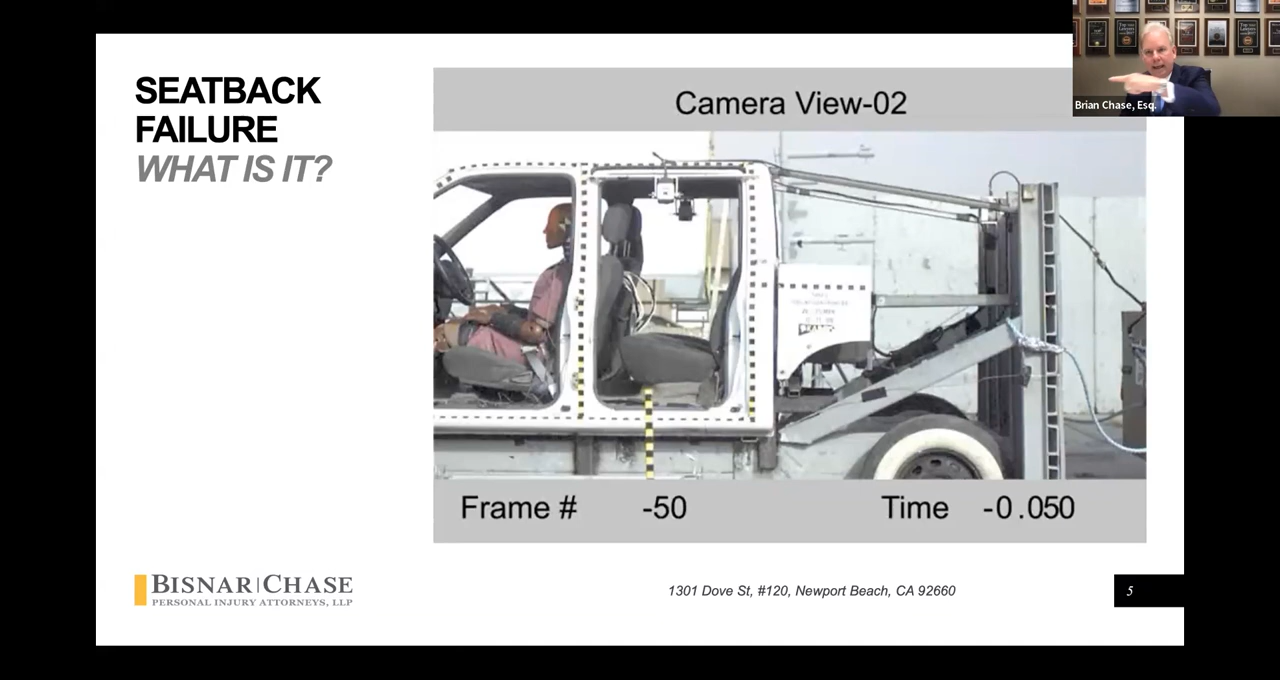 SEATBACK
FAILURE
WHAT IS IT?
Camera View-02
Brian Chase, Esq.
Frame # -50 Time -0.050
BISNAR|CHASE
PERSONAL INJURY ATTORNEYS, LLP
1301 Dove St, #120, Newport Beach, CA 92660
5